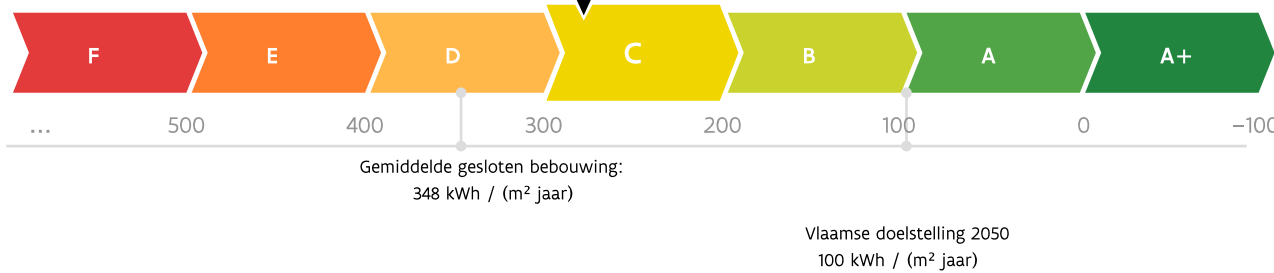 F E D C B A A+
... 500 400 300 200 100 0 −100
Gemiddelde gesloten bebouwing:
348 kWh / (m² jaar)
Vlaamse doelstelling 2050
100 kWh / (m² jaar)